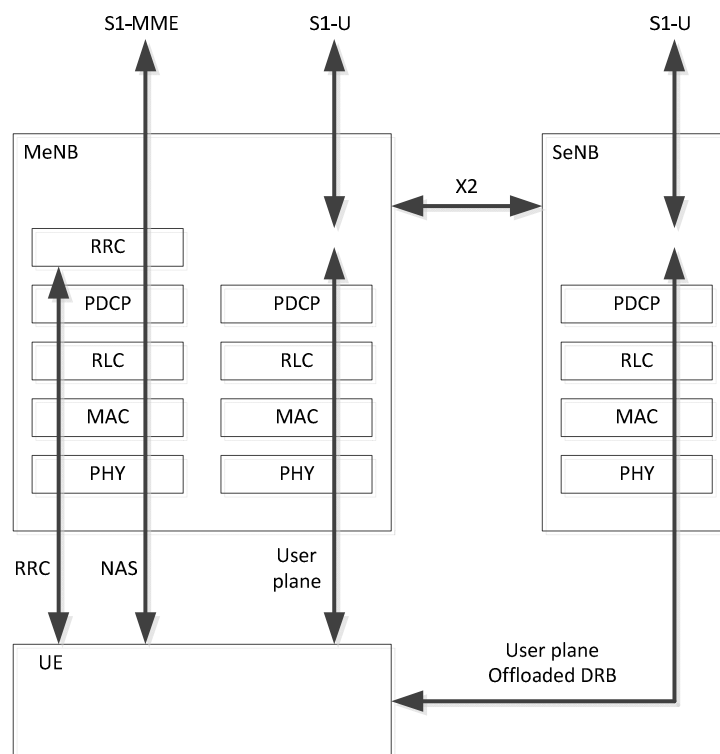 S1-MME
S1-U
S1-U
MeNB
SeNB
X2
RRC
PDCP
PDCP
PDCP
RLC
RLC
RLC
MAC
MAC
MAC
PHY
PHY
PHY
RRC
NAS
User
plane
UE
User plane
Offloaded DRB